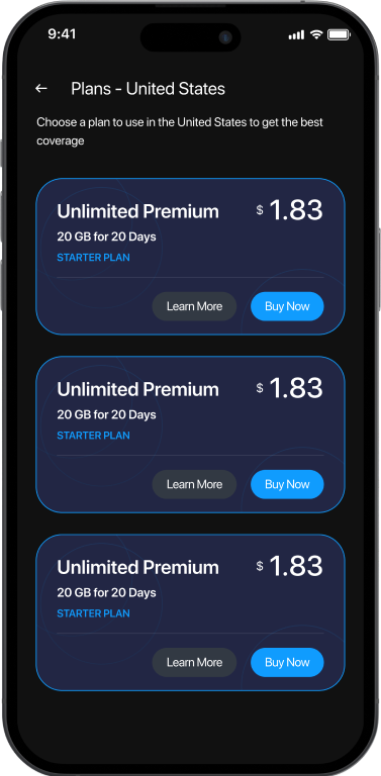 9:41
Plans - United States
Choose a plan to use in the United States to get the best
coverage
Unlimited Premium $ 1.83
20 GB for 20 Days
STARTER PLAN
Learn More Buy Now
Unlimited Premium $ 1.83
20 GB for 20 Days
STARTER PLAN
Learn More Buy Now
Unlimited Premium $ 1.83
20 GB for 20 Days
STARTER PLAN
Learn More Buy Now